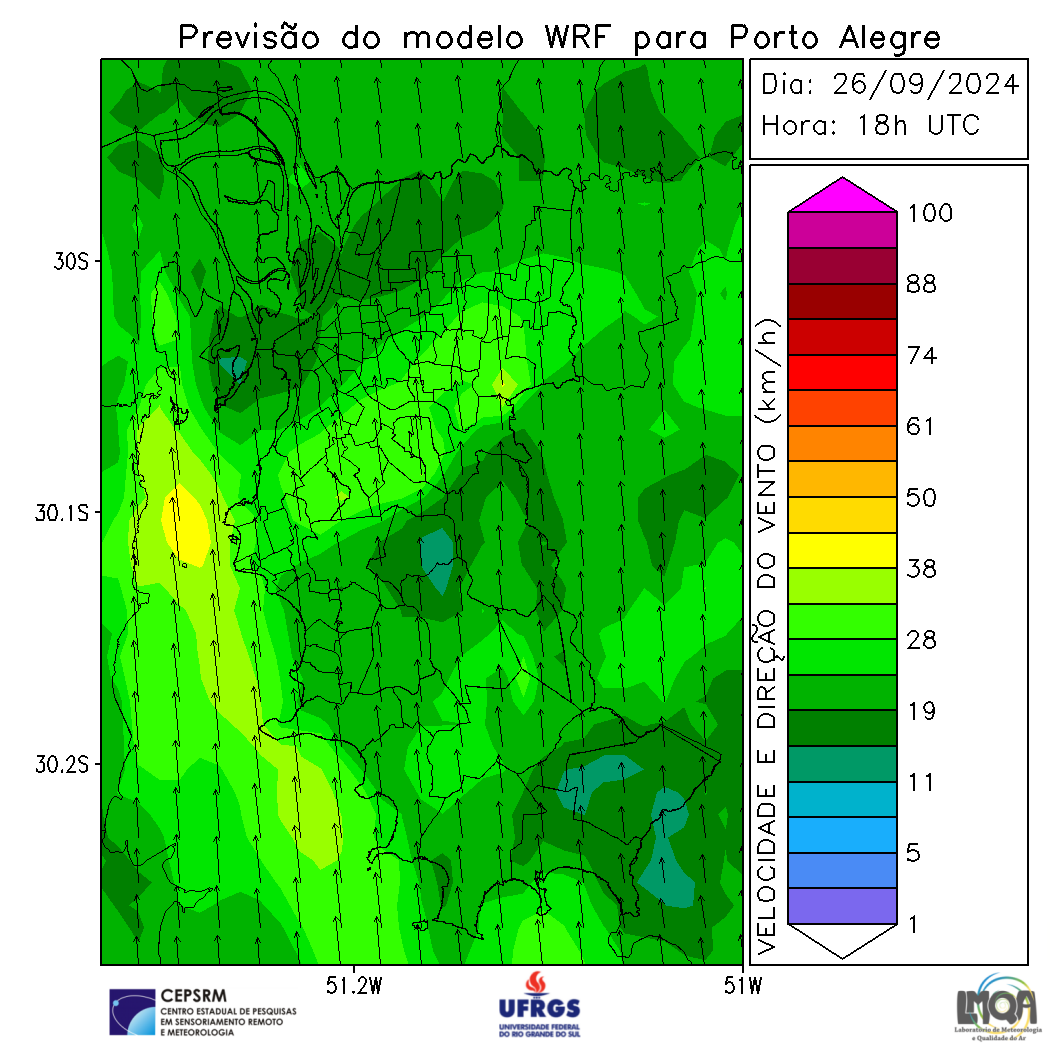 Previsão do modelo WRF para Porto Alegre
Dia: 26/09/2024
Hora: 18h UTC
30S
30.1S
30.2S
51.2W
51W
VELOCIDADE E DIREÇÃO DO VENTO (km/h)
100
88
74
61
50
38
28
19
11
5
1
CEPSRM
CENTRO ESTADUAL DE PESQUISAS
EM SENSORIAMENTO REMOTO
E METEOROLOGIA
UFRGS
UNIVERSIDADE FEDERAL
DO RIO GRANDE DO SUL
LMQA
Laboratório de Meteorologia
e Qualidade do Ar